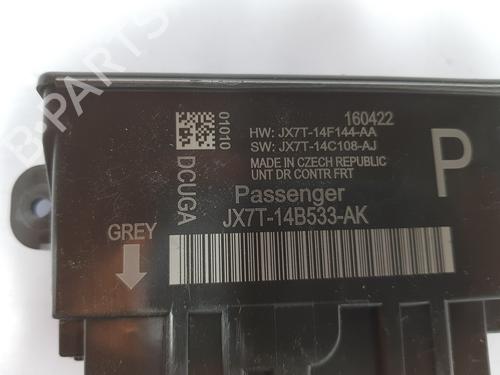 160422
01010
HW: JX7T-14F144-AA
SW: JX7T-14C108-AJ
MADE IN CZECH REPUBLIC
UNT DR CONTR FRT
P
DCUGA
Passenger
JX7T-14B533-AK
GREY
B-PARTS